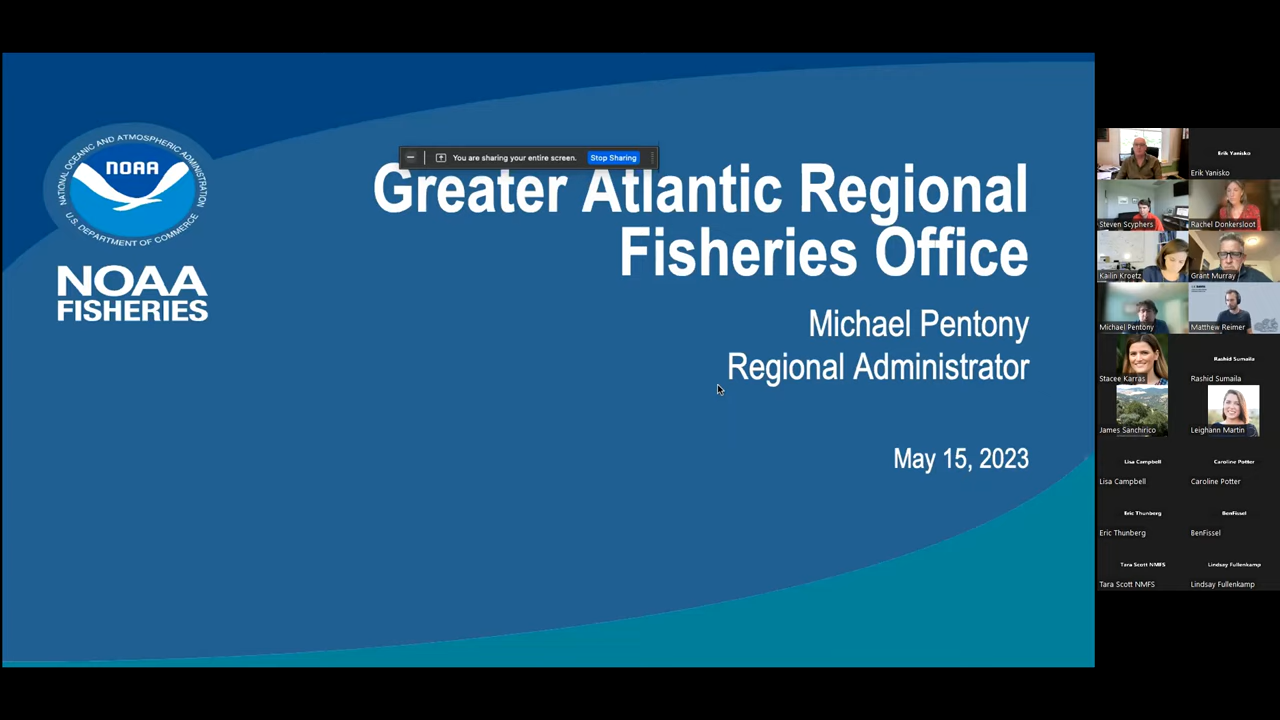 NATIONAL OCEANIC AND ATMOSPHERIC ADMINISTRATION
NOAA
U.S. DEPARTMENT OF COMMERCE
NOAA
FISHERIES
You are sharing your entire screen.
Stop Sharing
Greater Atlantic Regional
Fisheries Office
Michael Pentony
Regional Administrator
May 15, 2023
Erik Yanisko
Erik Yanisko
Steven Scyphers
Rachel Donkersloot
Kailin Kroetz
Grant Murray
Michael Pentony
Matthew Reimer
Stacee Karras
Rashid Sumaila
Rashid Sumaila
James Sanchirico
Leighann Martin
Lisa Campbell
Caroline Potter
Lisa Campbell
Caroline Potter
Eric Thunberg
BenFissel
Eric Thunberg
BenFissel
Tara Scott NMFS
Lindsay Fullenkamp
Tara Scott NMFS
Lindsay Fullenkamp